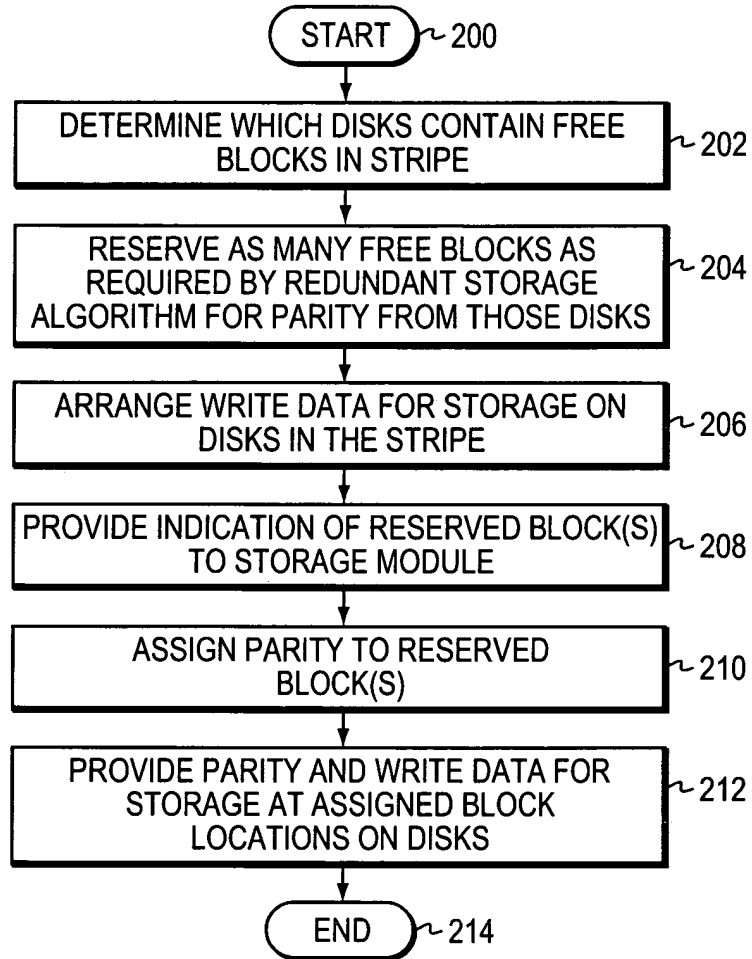 START 200
DETERMINE WHICH DISKS CONTAIN FREE
BLOCKS IN STRIPE
202
RESERVE AS MANY FREE BLOCKS AS
REQUIRED BY REDUNDANT STORAGE
ALGORITHM FOR PARITY FROM THOSE DISKS
204
ARRANGE WRITE DATA FOR STORAGE ON
DISKS IN THE STRIPE
206
PROVIDE INDICATION OF RESERVED BLOCK(S)
TO STORAGE MODULE
208
ASSIGN PARITY TO RESERVED
BLOCK(S)
210
PROVIDE PARITY AND WRITE DATA FOR
STORAGE AT ASSIGNED BLOCK
LOCATIONS ON DISKS
212
END 214